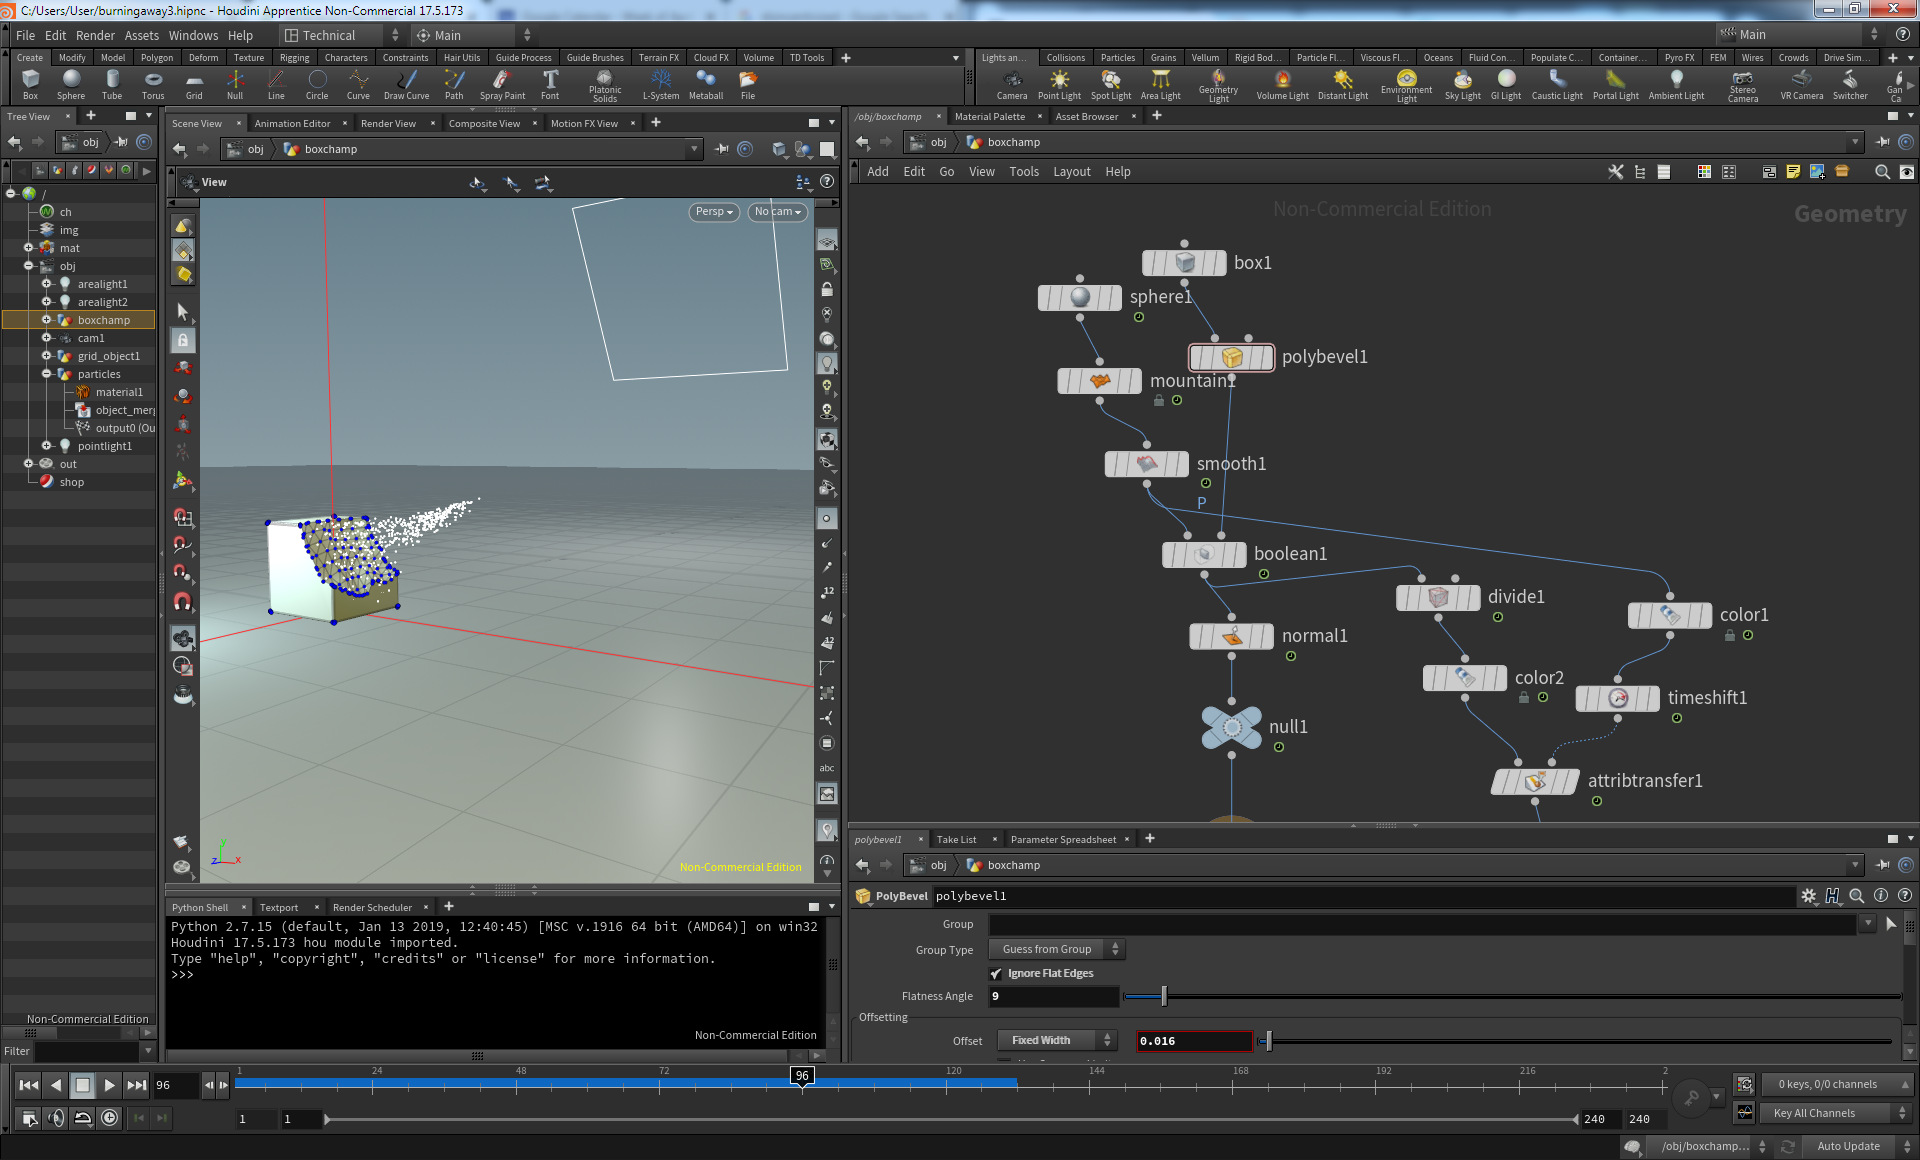 C:/Users/User/burningaway3.hipnc - Houdini Apprentice Non-Commercial 17.5.173
File Edit Render Assets Windows Help Technical Main Main
Create Modify Model Polygon Deform Texture Rigging Characters Constraints Hair Utils Guide Process Guide Brushes Terrain FX Cloud FX Volume TD Tools
Box Sphere Tube Torus Grid Null Line Circle Curve Draw Curve Path Spray Paint Font Platonic Solids L-System Metaball File
Lights an... Collisions Particles Grains Vellum Rigid Bod... Particle Fl... Viscous Fl... Oceans Fluid Con... Populate C... Container... Pyro FX FEM Wires Crowds Drive Sim...
Camera Point Light Spot Light Area Light Geometry Light Volume Light Distant Light Environment Light Sky Light GI Light Caustic Light Portal Light Ambient Light Stereo Camera VR Camera Switcher Gan Ca
Tree View
obj
/
ch
img
mat
obj
arealight1
arealight2
boxchamp
cam1
grid_object1
particles
material1
object_merg
output0 (Ou
pointlight1
out
shop
Non-Commercial Edition
Filter
Scene View Animation Editor Render View Composite View Motion FX View
obj boxchamp
View
Persp No cam
12
12
abc
y
z x
Non-Commercial Edition
Python Shell Textport Render Scheduler
Python 2.7.15 (default, Jan 13 2019, 12:40:45) [MSC v.1916 64 bit (AMD64)] on win32
Houdini 17.5.173 hou module imported.
Type "help", "copyright", "credits" or "license" for more information.
>>>
Non-Commercial Edition
/obj/boxchamp Material Palette Asset Browser
obj boxchamp
Add Edit Go View Tools Layout Help
Non-Commercial Edition
Geometry
box1
sphere1
polybevel1
mountain1
smooth1
P
boolean1
divide1
color1
normal1
color2
timeshift1
null1
attribtransfer1
polybevel1 Take List Parameter Spreadsheet
obj boxchamp
PolyBevel polybevel1
Group
Group Type Guess from Group
Ignore Flat Edges
Flatness Angle 9
Offsetting
Offset Fixed Width 0.016
96 1 24 48 72 96 120 144 168 192 216 2
0 keys, 0/0 channels
1 1 240 240
Key All Channels
/obj/boxchamp... Auto Update